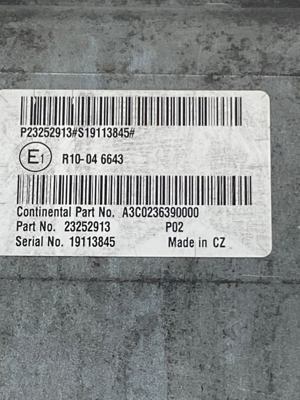 P23252913#S19113845#
E1 R10-04 6643
Continental Part No. A3C0236390000
Part No. 23252913 P02
Serial No. 19113845 Made in CZ